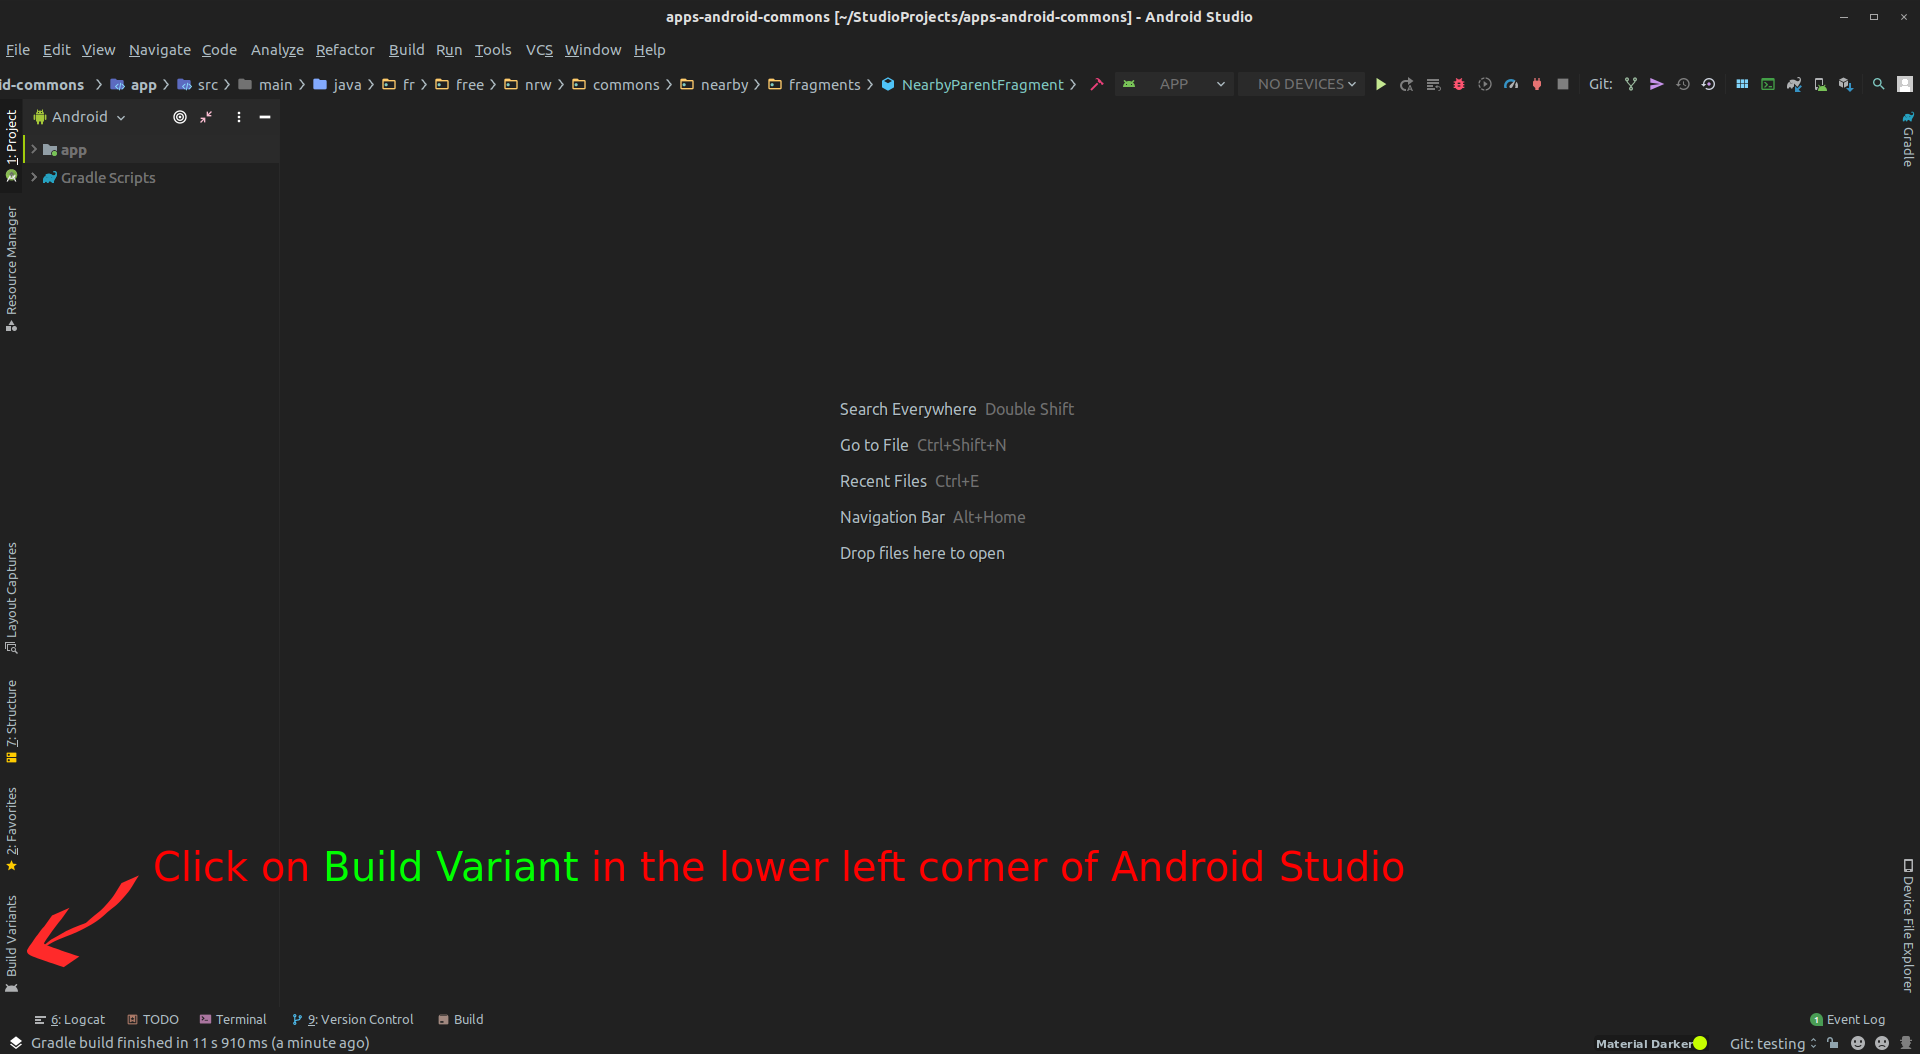 apps-android-commons [~/StudioProjects/apps-android-commons] - Android Studio
File Edit View Navigate Code Analyze Refactor Build Run Tools VCS Window Help
id-commons app src main java fr free nrw commons nearby fragments NearbyParentFragment APP NO DEVICES Git:
Android
app
Gradle Scripts
1: Project
Resource Manager
Layout Captures
7: Structure
2: Favorites
Build Variants
Search Everywhere Double Shift
Go to File Ctrl+Shift+N
Recent Files Ctrl+E
Navigation Bar Alt+Home
Drop files here to open
Click on Build Variant in the lower left corner of Android Studio
Gradle
Device File Explorer
6: Logcat TODO Terminal 9: Version Control Build 1 Event Log
Gradle build finished in 11 s 910 ms (a minute ago) Material Darker Git: testing